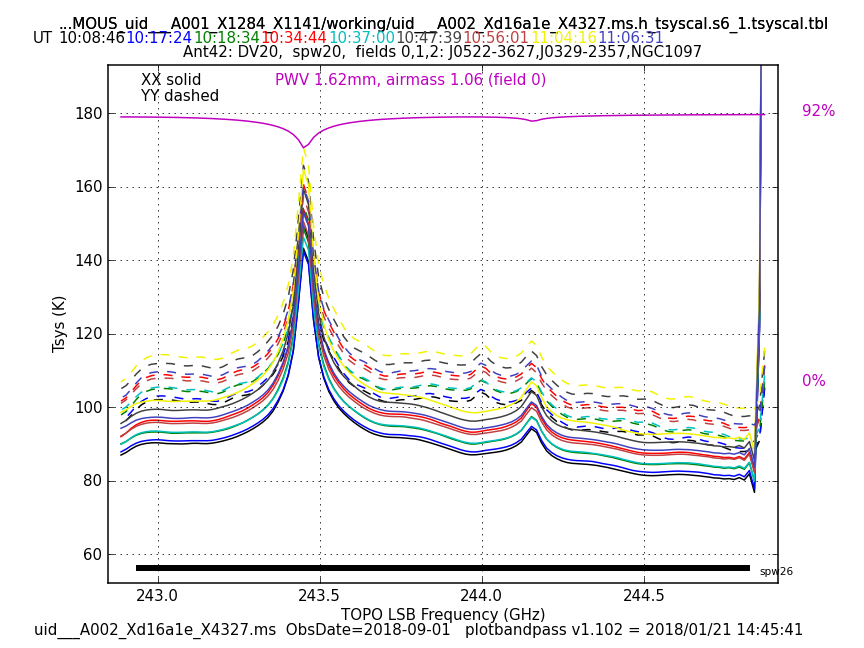 ...MOUS_uid___A001_X1284_X1141/working/uid___A002_Xd16a1e_X4327.ms.h_tsyscal.s6_1.tsyscal.tbl
UT 10:08:46 10:17:24 10:18:34 10:34:44 10:37:00 10:47:39 10:56:01 11:04:16 11:06:31
Ant42: DV20,  spw20,  fields 0,1,2: J0522-3627,J0329-2357,NGC1097
XX solid
PWV 1.62mm, airmass 1.06 (field 0)
YY dashed
92%
0%
180
160
140
120
100
80
60
Tsys (K)
spw26
243.0 243.5 244.0 244.5
TOPO LSB Frequency (GHz)
uid___A002_Xd16a1e_X4327.ms  ObsDate=2018-09-01   plotbandpass v1.102 = 2018/01/21 14:45:41